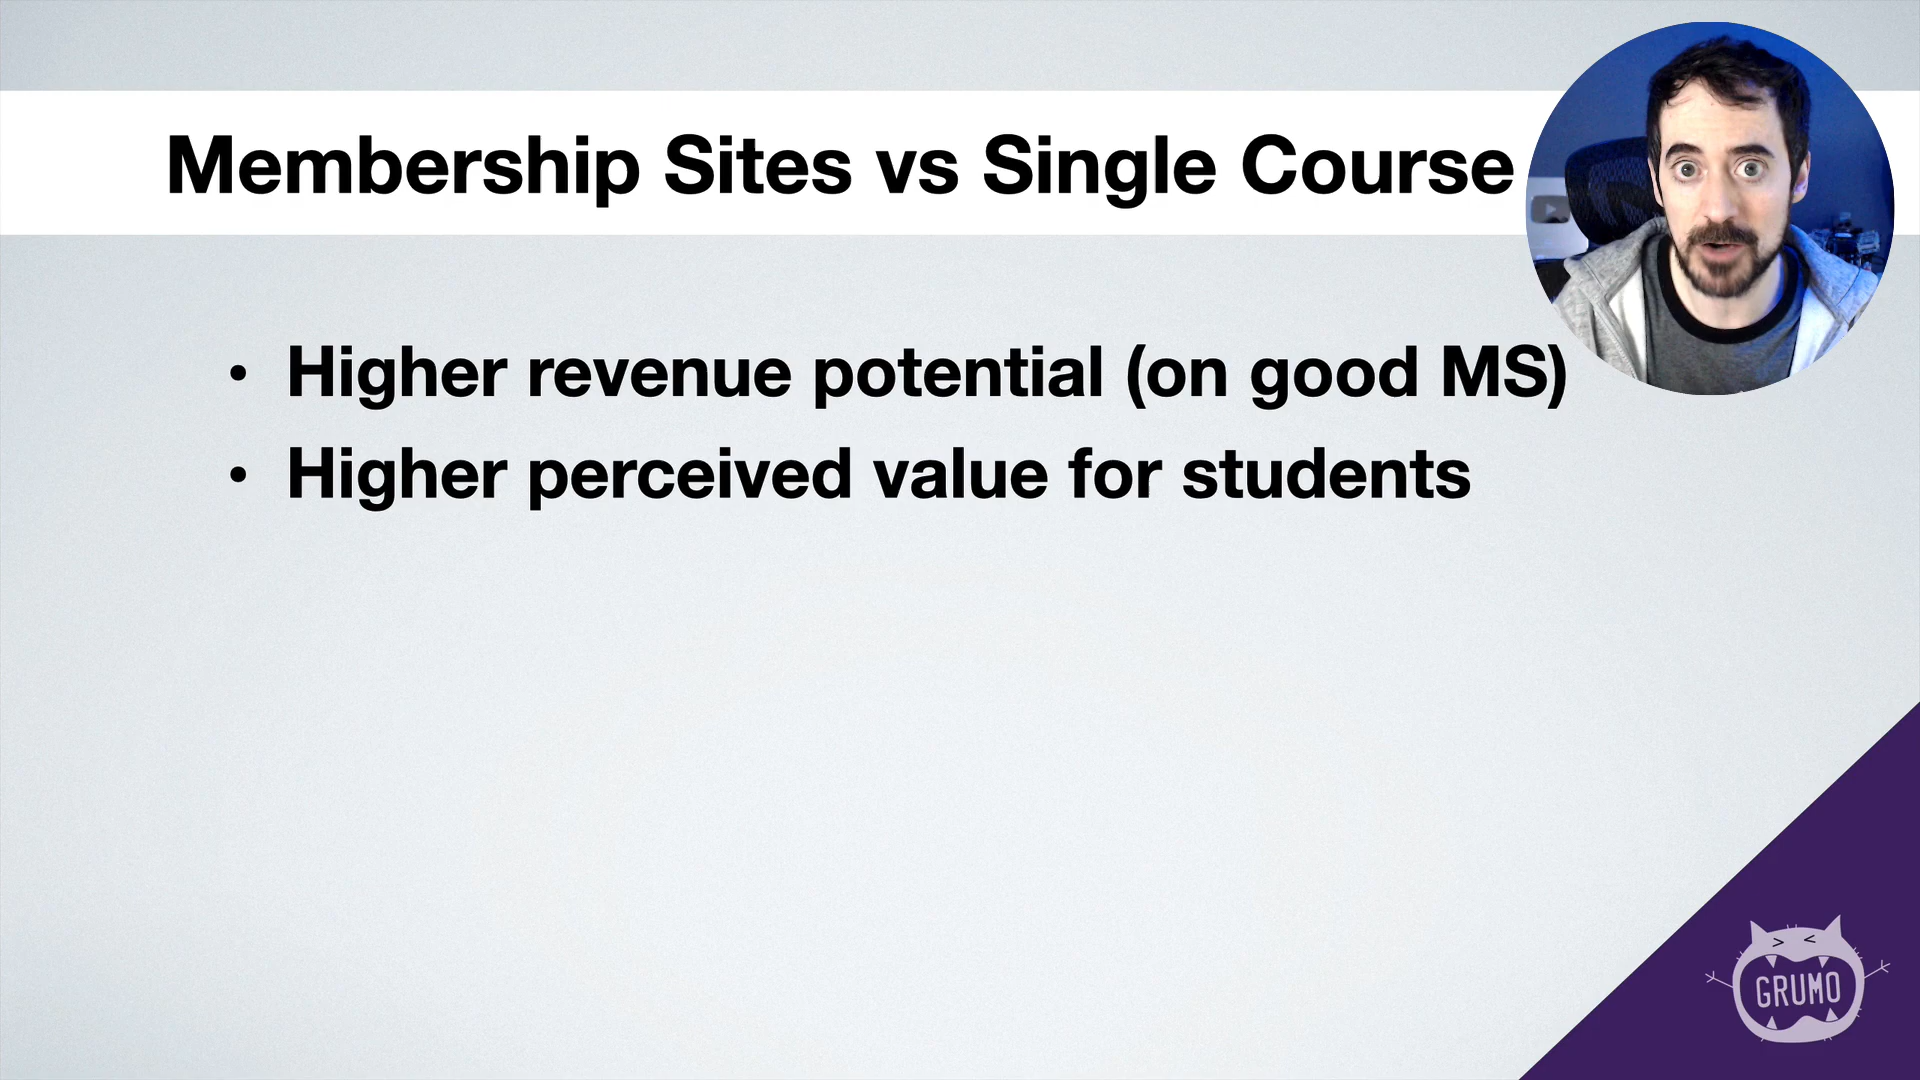 Membership Sites vs Single Course
• Higher revenue potential (on good MS)
• Higher perceived value for students
GRUMO